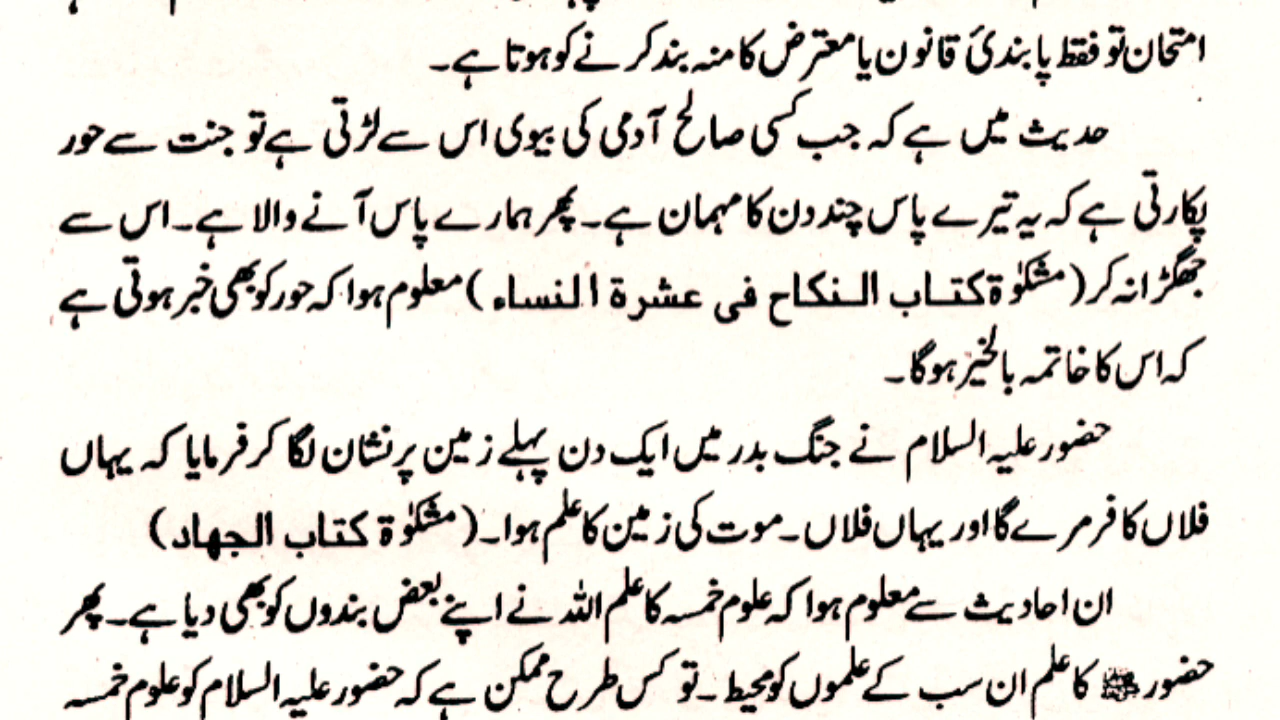 امتحان تو فقط پابندیٔ قانون یا معترض کا منہ بند کرنے کو ہوتا ہے۔
حدیث میں ہے کہ جب کسی صالح آدمی کی بیوی اس سے لڑتی ہے تو جنت سے حور
پکارتی ہے کہ یہ تیرے پاس چند دن کا مہمان ہے۔ پھر ہمارے پاس آنے والا ہے۔ اس سے
جھگڑا نہ کر (مشکوٰۃ کتاب النکاح فی عشرۃ النساء) معلوم ہوا کہ حور کو بھی خبر ہوتی ہے
کہ اس کا خاتمہ بالخیر ہوگا۔
حضور علیہ السلام نے جنگ بدر میں ایک دن پہلے زمین پر نشان لگا کر فرمایا کہ یہاں
فلاں کافر مرے گا اور یہاں فلاں۔ موت کی زمین کا علم ہوا۔ (مشکوٰۃ کتاب الجهاد)
ان احادیث سے معلوم ہوا کہ علوم خمسہ کا علم اللہ نے اپنے بعض بندوں کو بھی دیا ہے۔ پھر
حضور ﷺ کا علم ان سب کے علموں کو محیط۔ تو کس طرح ممکن ہے کہ حضور علیہ السلام کو علوم خمسہ